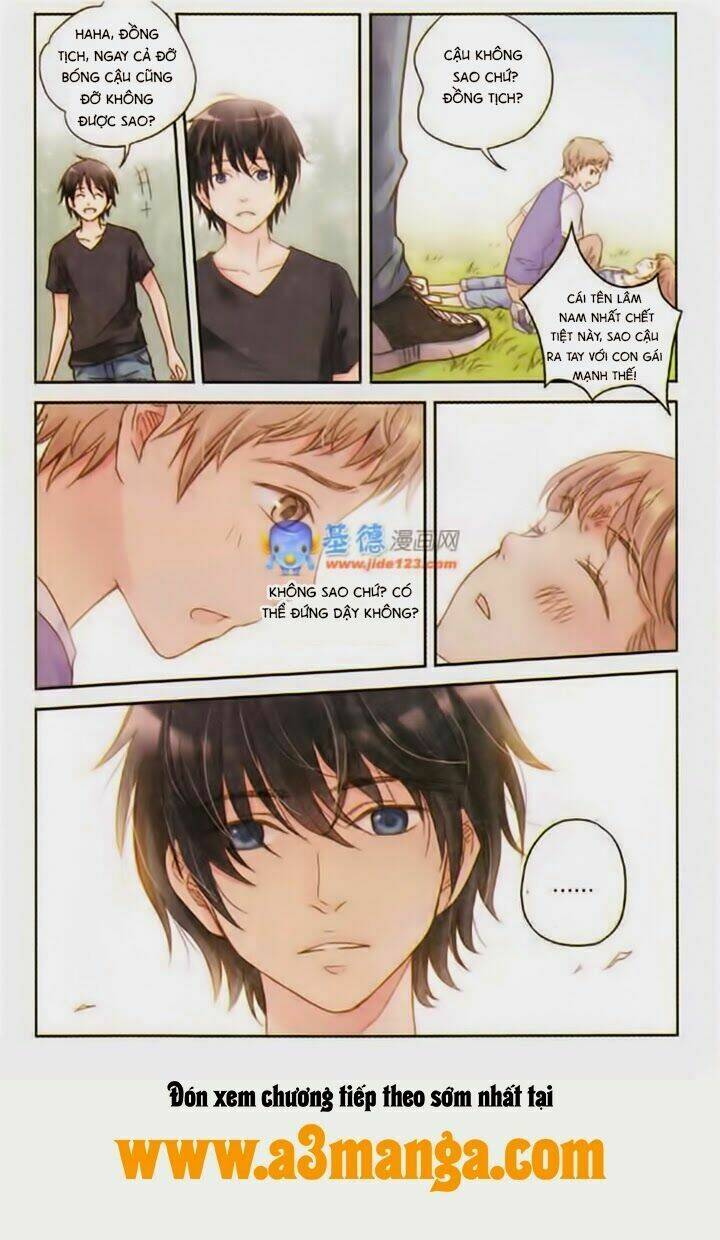 HAHA, ĐỒNG
TỊCH, NGAY CẢ ĐỠ
BÓNG CẬU CŨNG
ĐỠ KHÔNG
ĐƯỢC SAO?
CẬU KHÔNG
SAO CHỨ?
ĐỒNG TỊCH?
CÁI TÊN LÂM
NAM NHẤT CHẾT
TIỆT NÀY, SAO CẬU
RA TAY VỚI CON GÁI
MẠNH THẾ!
基德漫画网
www.jide123.com
KHÔNG SAO CHỨ? CÓ
THỂ ĐỨNG DẬY KHÔNG?
......
Đón xem chương tiếp theo sớm nhất tại
www.a3manga.com